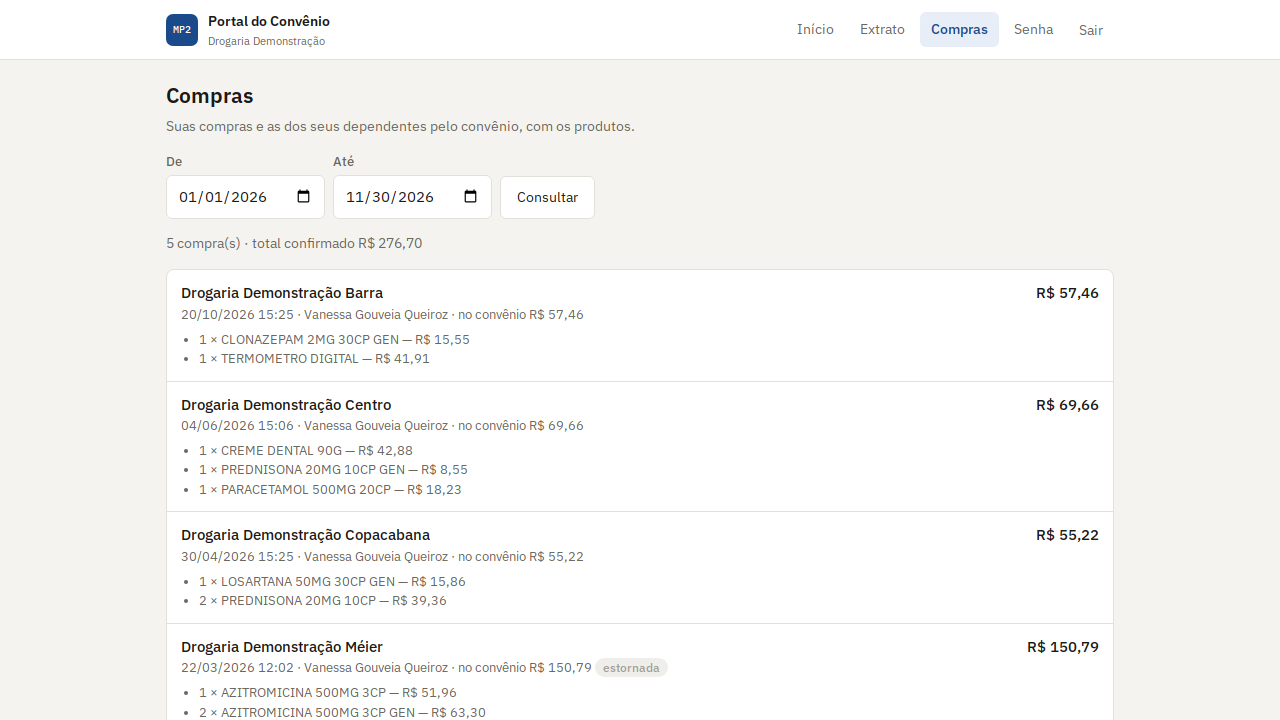 MP2
Portal do Convênio
Drogaria Demonstração
Início
Extrato
Compras
Senha
Sair
Compras
Suas compras e as dos seus dependentes pelo convênio, com os produtos.
De
Até
01/01/2026
11/30/2026
Consultar
5 compra(s) · total confirmado R$ 276,70
Drogaria Demonstração Barra
R$ 57,46
20/10/2026 15:25 · Vanessa Gouveia Queiroz · no convênio R$ 57,46
• 1 × CLONAZEPAM 2MG 30CP GEN — R$ 15,55
• 1 × TERMOMETRO DIGITAL — R$ 41,91
Drogaria Demonstração Centro
R$ 69,66
04/06/2026 15:06 · Vanessa Gouveia Queiroz · no convênio R$ 69,66
• 1 × CREME DENTAL 90G — R$ 42,88
• 1 × PREDNISONA 20MG 10CP GEN — R$ 8,55
• 1 × PARACETAMOL 500MG 20CP — R$ 18,23
Drogaria Demonstração Copacabana
R$ 55,22
30/04/2026 15:25 · Vanessa Gouveia Queiroz · no convênio R$ 55,22
• 1 × LOSARTANA 50MG 30CP GEN — R$ 15,86
• 2 × PREDNISONA 20MG 10CP — R$ 39,36
Drogaria Demonstração Méier
R$ 150,79
22/03/2026 12:02 · Vanessa Gouveia Queiroz · no convênio R$ 150,79 estornada
• 1 × AZITROMICINA 500MG 3CP — R$ 51,96
• 2 × AZITROMICINA 500MG 3CP GEN — R$ 63,30